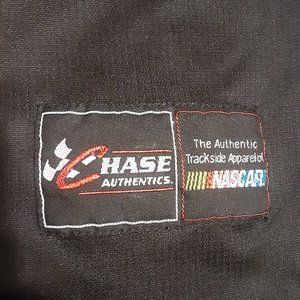 CHASE
AUTHENTICS.
The Authentic
Trackside Apparel of
NASCAR